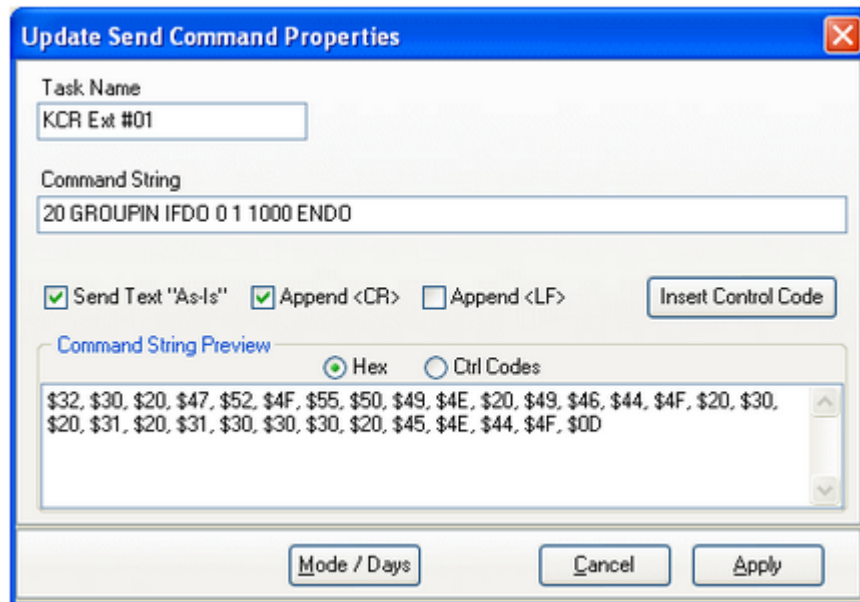 Update Send Command Properties
Task Name
KCR Ext #01
Command String
20 GROUPIN IFDO 0 1 1000 ENDO
Send Text "As-Is" Append <CR> Append <LF> Insert Control Code
Command String Preview
Hex Ctrl Codes
$32, $30, $20, $47, $52, $4F, $55, $50, $49, $4E, $20, $49, $46, $44, $4F, $20, $30,
$20, $31, $20, $31, $30, $30, $30, $20, $45, $4E, $44, $4F, $0D
Mode / Days Cancel Apply